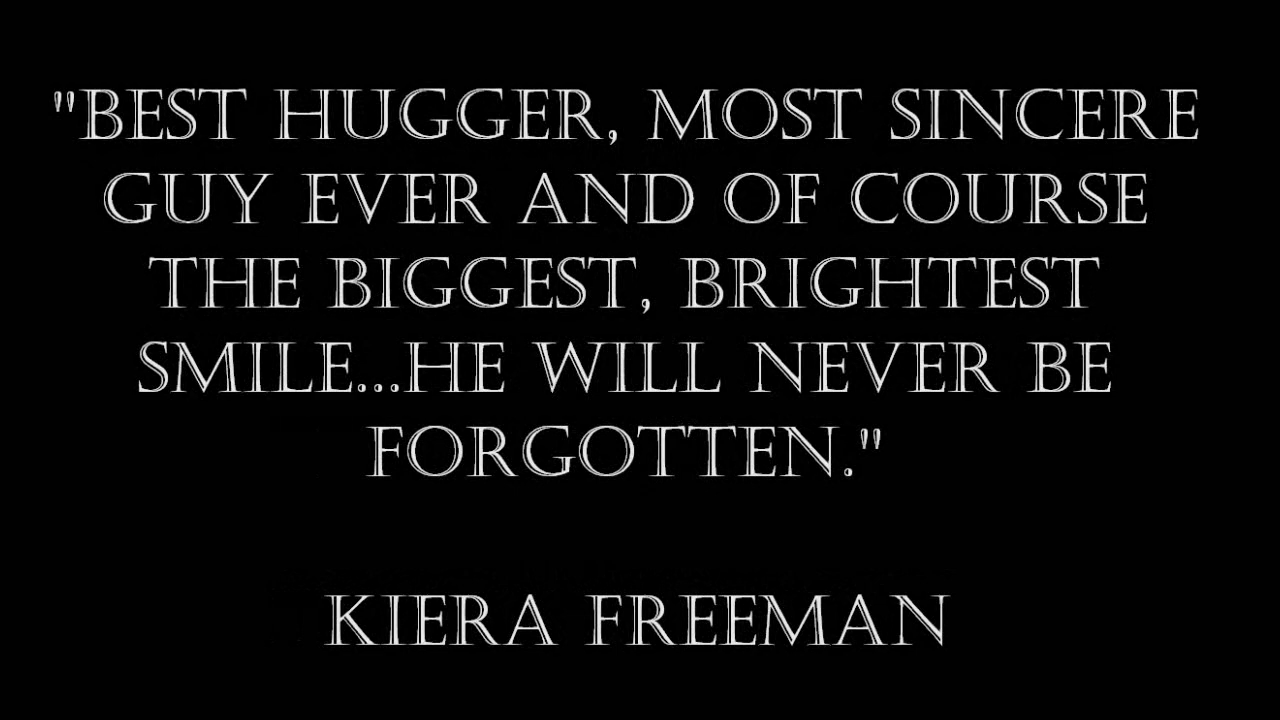 "BEST HUGGER, MOST SINCERE
GUY EVER AND OF COURSE
THE BIGGEST, BRIGHTEST
SMILE...HE WILL NEVER BE
FORGOTTEN."
KIERA FREEMAN